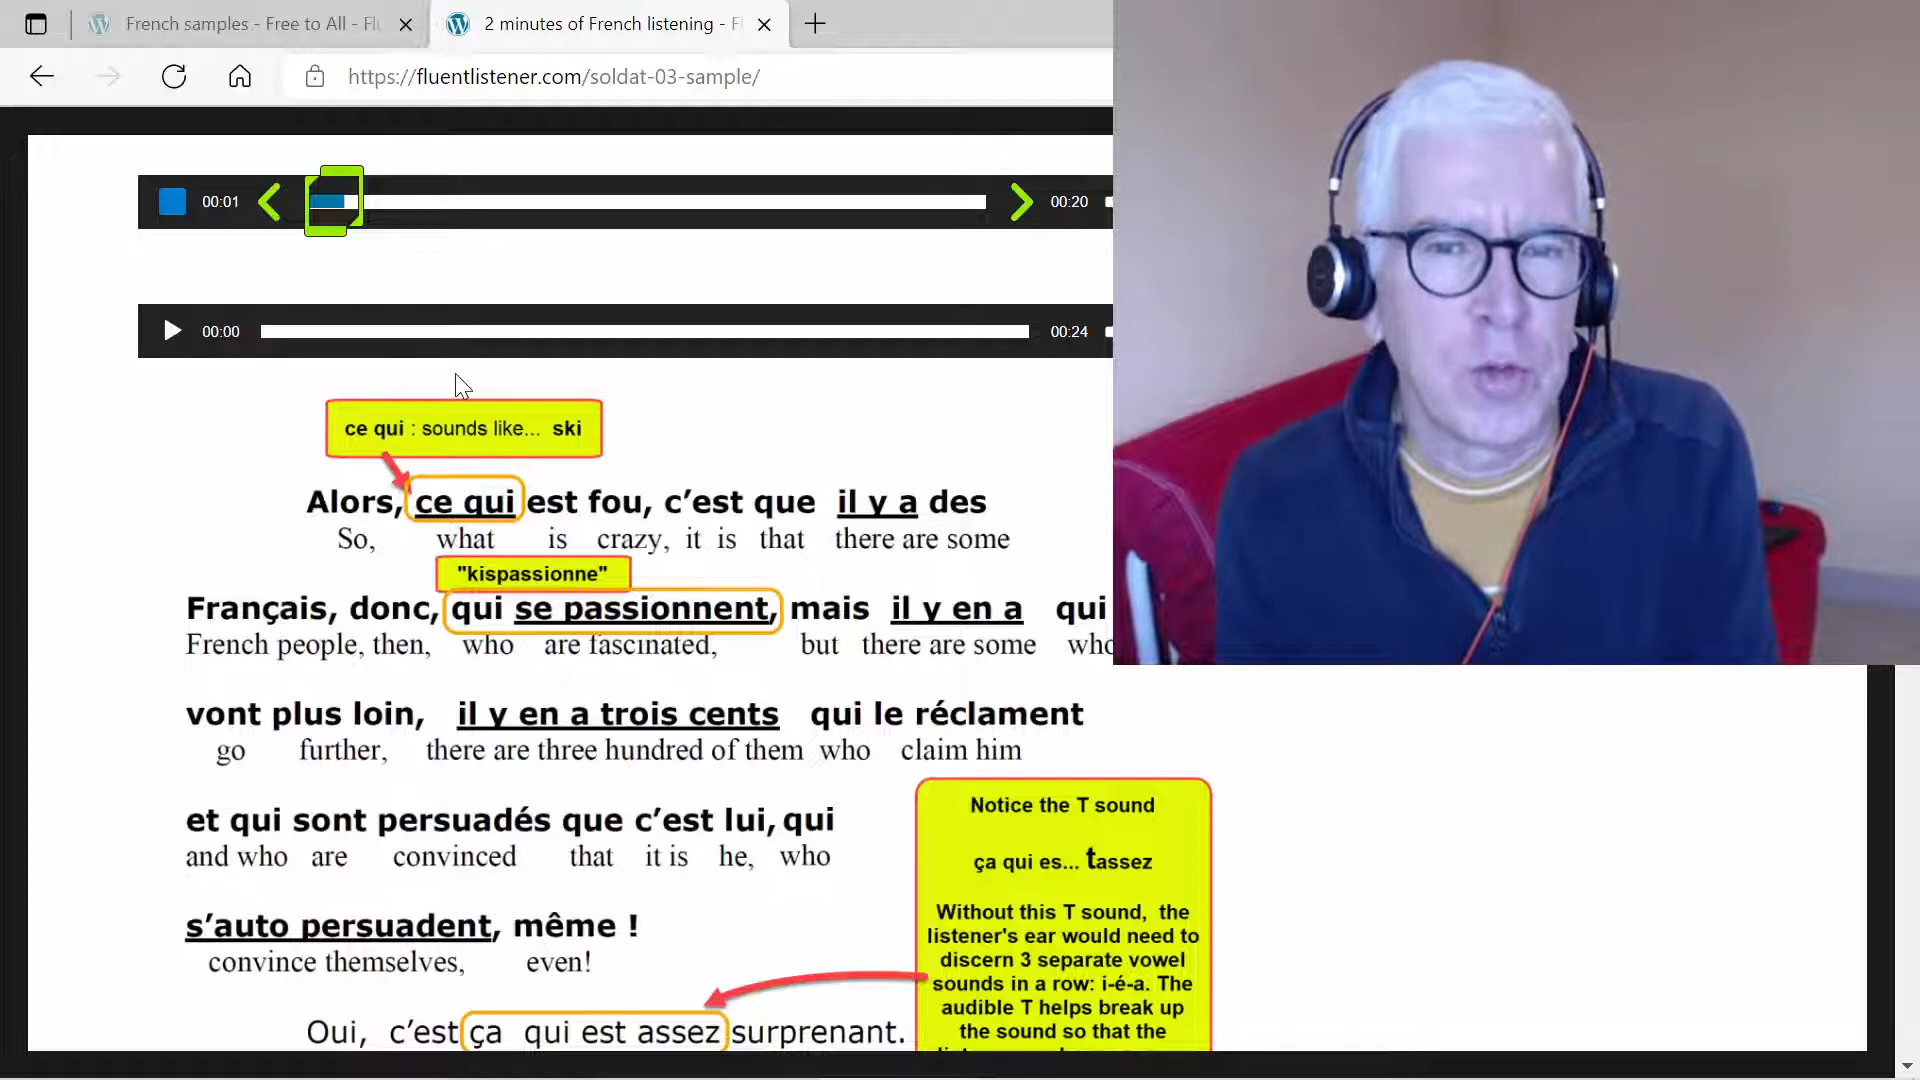 French samples - Free to All - Flu
2 minutes of French listening - Fl
https://fluentlistener.com/soldat-03-sample/
00:01
00:20
00:00
00:24
ce qui : sounds like... ski
Alors, ce qui est fou, c’est que il y a des
So, what is crazy, it is that there are some
"kispassionne"
Français, donc, qui se passionnent, mais il y en a qui
French people, then, who are fascinated, but there are some who
vont plus loin, il y en a trois cents qui le réclament
go further, there are three hundred of them who claim him
et qui sont persuadés que c’est lui, qui
and who are convinced that it is he, who
s’auto persuadent, même !
convince themselves, even!
Oui, c’est ça qui est assez surprenant.
Notice the T sound
ça qui es... tassez
Without this T sound, the
listener's ear would need to
discern 3 separate vowel
sounds in a row: i-é-a. The
audible T helps break up
the sound so that the